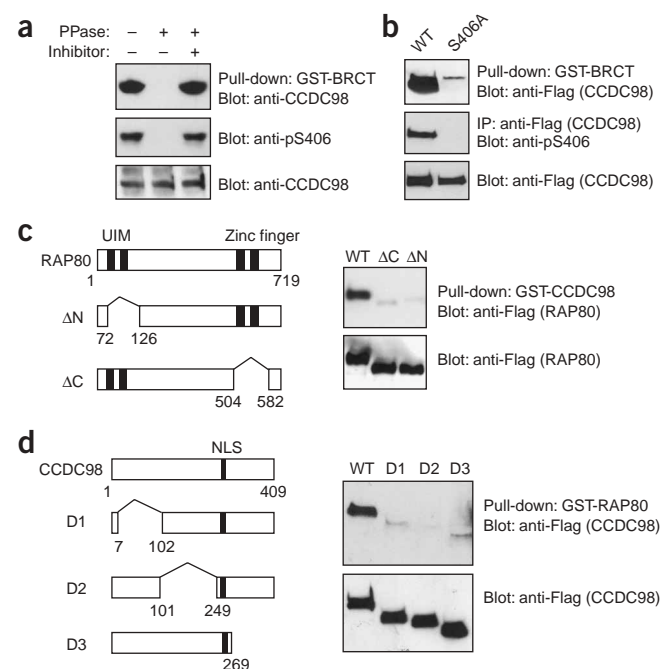 a
PPase: – + +
Inhibitor: – – +
Pull-down: GST-BRCT
Blot: anti-CCDC98
Blot: anti-pS406
Blot: anti-CCDC98
b
WT S406A
Pull-down: GST-BRCT
Blot: anti-Flag (CCDC98)
IP: anti-Flag (CCDC98)
Blot: anti-pS406
Blot: anti-Flag (CCDC98)
c
UIM Zinc finger
RAP80
1 719
ΔN
72 126
ΔC
504 582
WT ΔC ΔN
Pull-down: GST-CCDC98
Blot: anti-Flag (RAP80)
Blot: anti-Flag (RAP80)
d
NLS
CCDC98
1 409
D1
7 102
D2
101 249
D3
269
WT D1 D2 D3
Pull-down: GST-RAP80
Blot: anti-Flag (CCDC98)
Blot: anti-Flag (CCDC98)